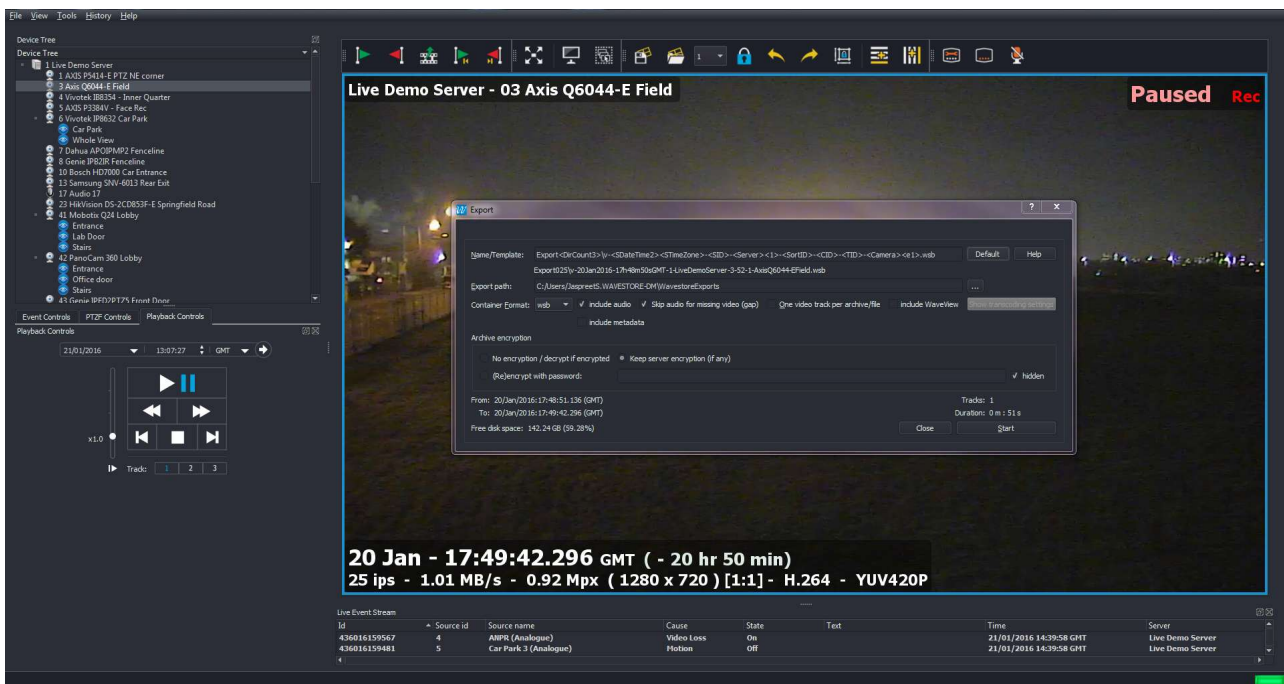 File View Tools History Help
Device Tree
Device Tree
1 Live Demo Server
1 AXIS P5414-E PTZ NE corner
3 Axis Q6044-E Field
4 Vivotek IB8354 - Inner Quarter
5 AXIS P3384V - Face Rec
6 Vivotek IP8632 Car Park
Car Park
Whole View
7 Dahua APOIPMP2 Fenceline
8 Genie IPB2IR Fenceline
10 Bosch HD7000 Car Entrance
13 Samsung SNV-6013 Rear Exit
17 Audio 17
23 HikVision DS-2CD853F-E Springfield Road
41 Mobotix Q24 Lobby
Entrance
Lab Door
Stairs
42 PanoCam 360 Lobby
Entrance
Office door
Stairs
43 Genie IPFD2PTZ5 Front Door
Event Controls PTZF Controls Playback Controls
Playback Controls
21/01/2016 13:07:27 GMT
x1.0
Track: 1 2 3
1
Live Demo Server - 03 Axis Q6044-E Field
Paused Rec
Export
? x
Name/Template: Export<DirCount3>\v-<SDateTime2><STimeZone>-<SID>-<Server><1>-<SortID>-<CID>-<TID>-<Camera><e1>.wsb Default Help
Export025\v-20Jan2016-17h48m50sGMT-1-LiveDemoServer-3-52-1-AxisQ6044-EField.wsb
Export path: C:/Users/JaspreetS.WAVESTORE-DM/WavestoreExports ...
Container Format: wsb include audio Skip audio for missing video (gap) One video track per archive/file include WaveView Show transcoding settings
include metadata
Archive encryption
No encryption / decrypt if encrypted Keep server encryption (if any)
(Re)encrypt with password: hidden
From: 20/Jan/2016:17:48:51.136 (GMT) Tracks: 1
To: 20/Jan/2016:17:49:42.296 (GMT) Duration: 0 m : 51 s
Free disk space: 142.24 GB (59.28%) Close Start
20 Jan - 17:49:42.296 GMT ( - 20 hr 50 min)
25 ips - 1.01 MB/s - 0.92 Mpx ( 1280 x 720 ) [1:1] - H.264 - YUV420P
Live Event Stream
Id Source id Source name Cause State Text Time Server
436016159567 4 ANPR (Analogue) Video Loss On 21/01/2016 14:39:58 GMT Live Demo Server
436016159481 5 Car Park 3 (Analogue) Motion Off 21/01/2016 14:39:58 GMT Live Demo Server